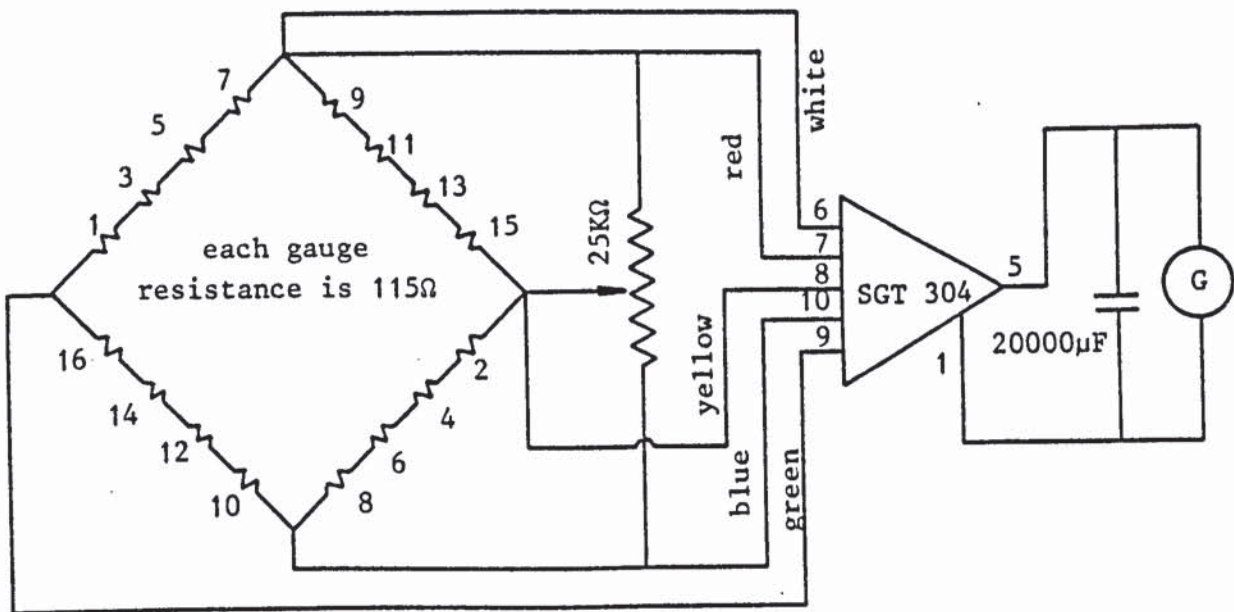 7
9
5
11
3
13
1
15
each gauge
resistance is 115Ω
16
2
14
4
12
6
10
8
25KΩ
white
red
yellow
blue
green
6
7
8
10
9
SGT 304
5
1
20000µF
G